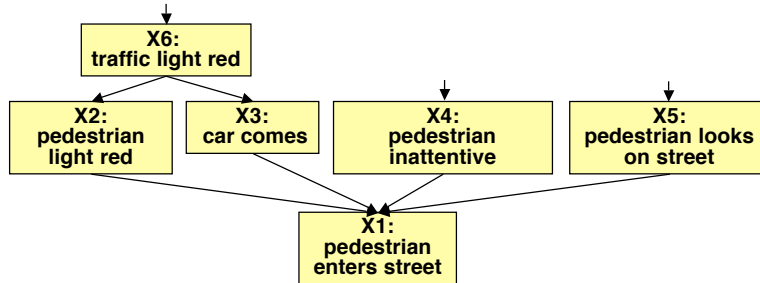 X6:
traffic light red
X2:
pedestrian
light red
X3:
car comes
X4:
pedestrian
inattentive
X5:
pedestrian looks
on street
X1:
pedestrian
enters street